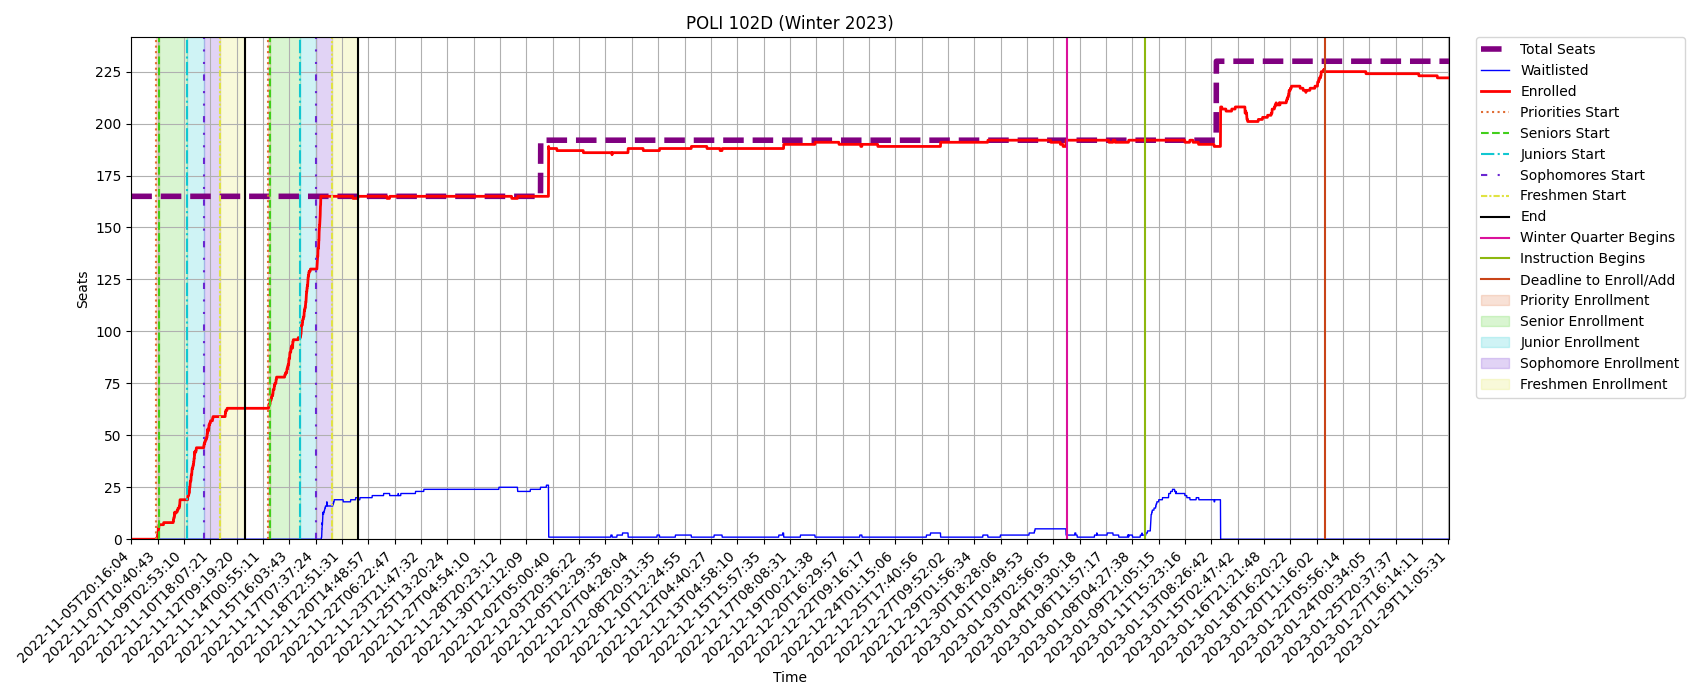 POLI 102D (Winter 2023)
Seats
225
200
175
150
125
100
75
50
25
0
2022-11-05T20:16:04
2022-11-07T10:40:43
2022-11-09T02:53:10
2022-11-10T18:07:21
2022-11-12T09:19:20
2022-11-14T00:55:11
2022-11-15T16:03:43
2022-11-17T07:37:24
2022-11-18T22:51:31
2022-11-20T14:48:57
2022-11-22T06:22:47
2022-11-23T21:47:32
2022-11-25T13:20:24
2022-11-27T04:54:10
2022-11-28T20:23:12
2022-11-30T12:12:09
2022-12-02T05:00:40
2022-12-03T20:36:22
2022-12-05T12:29:35
2022-12-07T04:28:04
2022-12-08T20:31:35
2022-12-10T12:24:55
2022-12-12T04:40:27
2022-12-13T04:58:10
2022-12-15T15:57:35
2022-12-17T08:08:31
2022-12-19T00:21:38
2022-12-20T16:29:57
2022-12-22T09:16:17
2022-12-24T01:15:06
2022-12-25T17:40:56
2022-12-27T09:52:02
2022-12-29T01:56:34
2022-12-30T18:28:06
2023-01-01T10:49:53
2023-01-03T02:56:05
2023-01-04T19:30:18
2023-01-06T11:57:17
2023-01-08T04:27:38
2023-01-09T21:05:15
2023-01-11T15:23:16
2023-01-13T08:26:42
2023-01-15T02:47:42
2023-01-16T21:21:48
2023-01-18T16:20:22
2023-01-20T11:16:02
2023-01-22T05:56:14
2023-01-24T00:34:05
2023-01-25T20:37:37
2023-01-27T16:14:11
2023-01-29T11:05:31
Time
Total Seats
Waitlisted
Enrolled
Priorities Start
Seniors Start
Juniors Start
Sophomores Start
Freshmen Start
End
Winter Quarter Begins
Instruction Begins
Deadline to Enroll/Add
Priority Enrollment
Senior Enrollment
Junior Enrollment
Sophomore Enrollment
Freshmen Enrollment